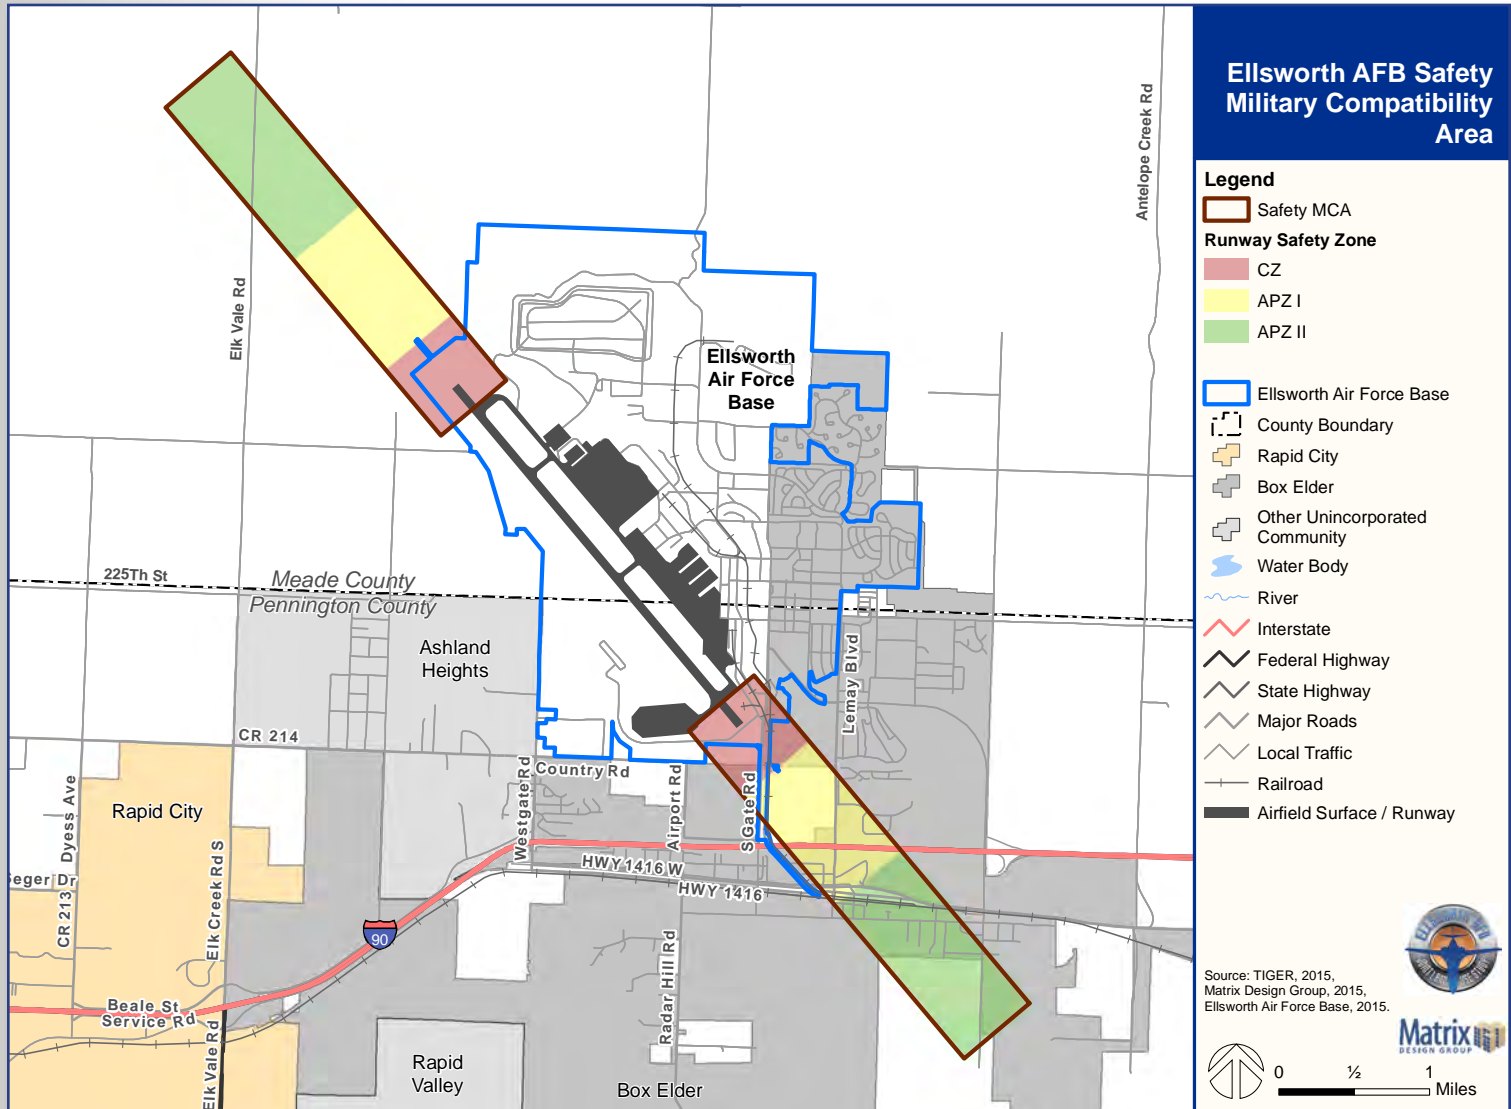 Ellsworth AFB Safety
Military Compatibility
Area
Legend
Safety MCA
Runway Safety Zone
CZ
APZ I
APZ II
Ellsworth Air Force Base
County Boundary
Rapid City
Box Elder
Other Unincorporated
Community
Water Body
River
Interstate
Federal Highway
State Highway
Major Roads
Local Traffic
Railroad
Airfield Surface / Runway
Source: TIGER, 2015,
Matrix Design Group, 2015,
Ellsworth Air Force Base, 2015.
Matrix
DESIGN GROUP
0 ½ 1
Miles
Antelope Creek Rd
Elk Vale Rd
Ellsworth
Air Force
Base
225Th St
Meade County
Pennington County
Ashland
Heights
Lemay Blvd
CR 214
Country Rd
Westgate Rd
Airport Rd
S Gate Rd
Rapid City
Dyess Ave
CR 213
Seger Dr
Elk Creek Rd S
HWY 1416 W
HWY 1416
90
Radar Hill Rd
Beale St
Service Rd
Elk Vale Rd
Rapid
Valley
Box Elder